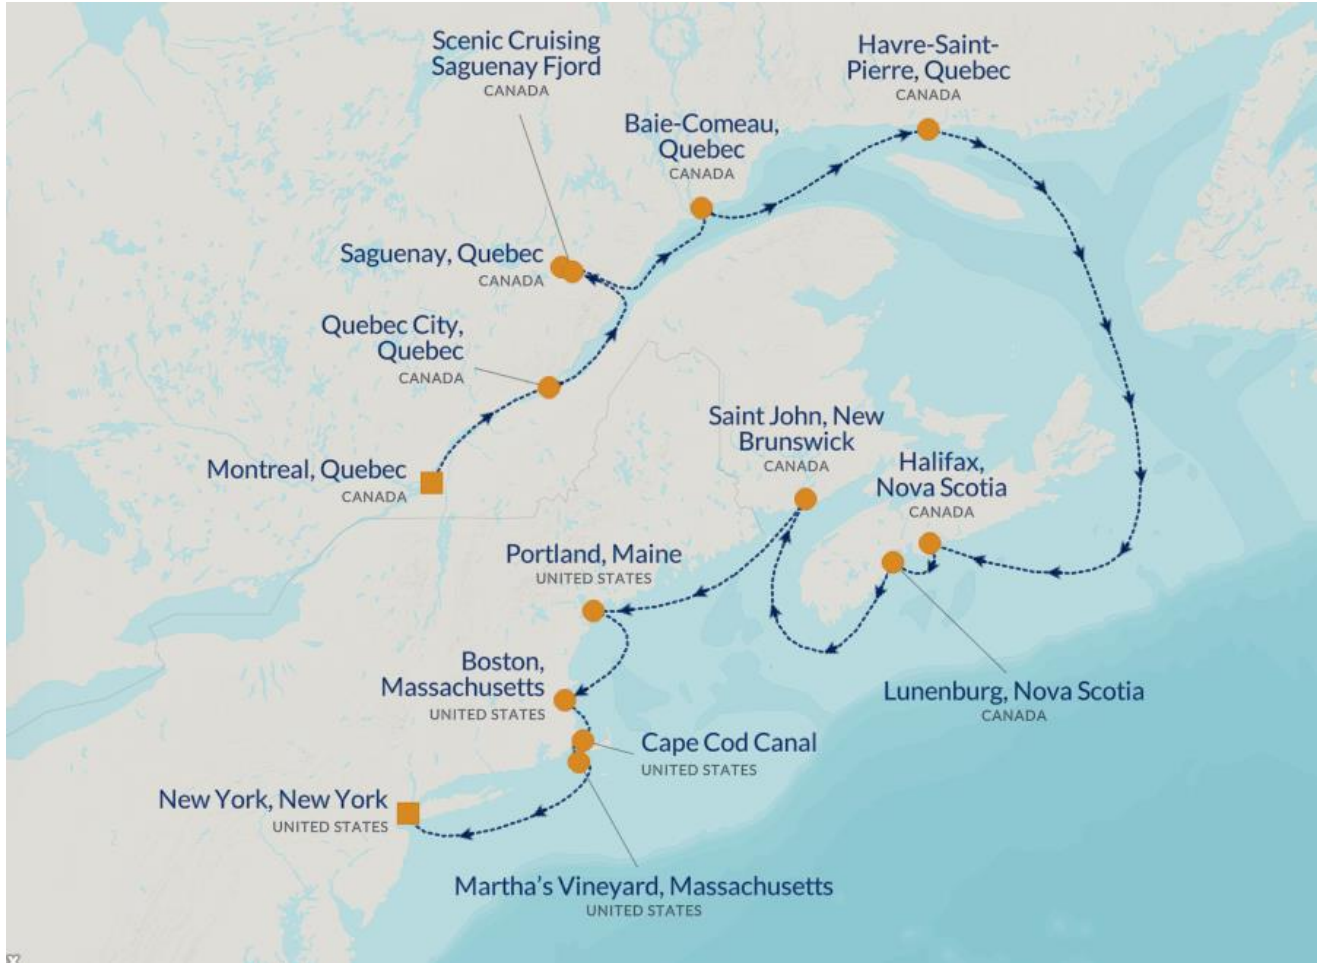 Scenic Cruising
Saguenay Fjord
CANADA
Havre-Saint-
Pierre, Quebec
CANADA
Baie-Comeau,
Quebec
CANADA
Saguenay, Quebec
CANADA
Quebec City,
Quebec
CANADA
Montreal, Quebec
CANADA
Saint John, New
Brunswick
CANADA
Halifax,
Nova Scotia
CANADA
Portland, Maine
UNITED STATES
Boston,
Massachusetts
UNITED STATES
Lunenburg, Nova Scotia
CANADA
Cape Cod Canal
UNITED STATES
New York, New York
UNITED STATES
Martha's Vineyard, Massachusetts
UNITED STATES